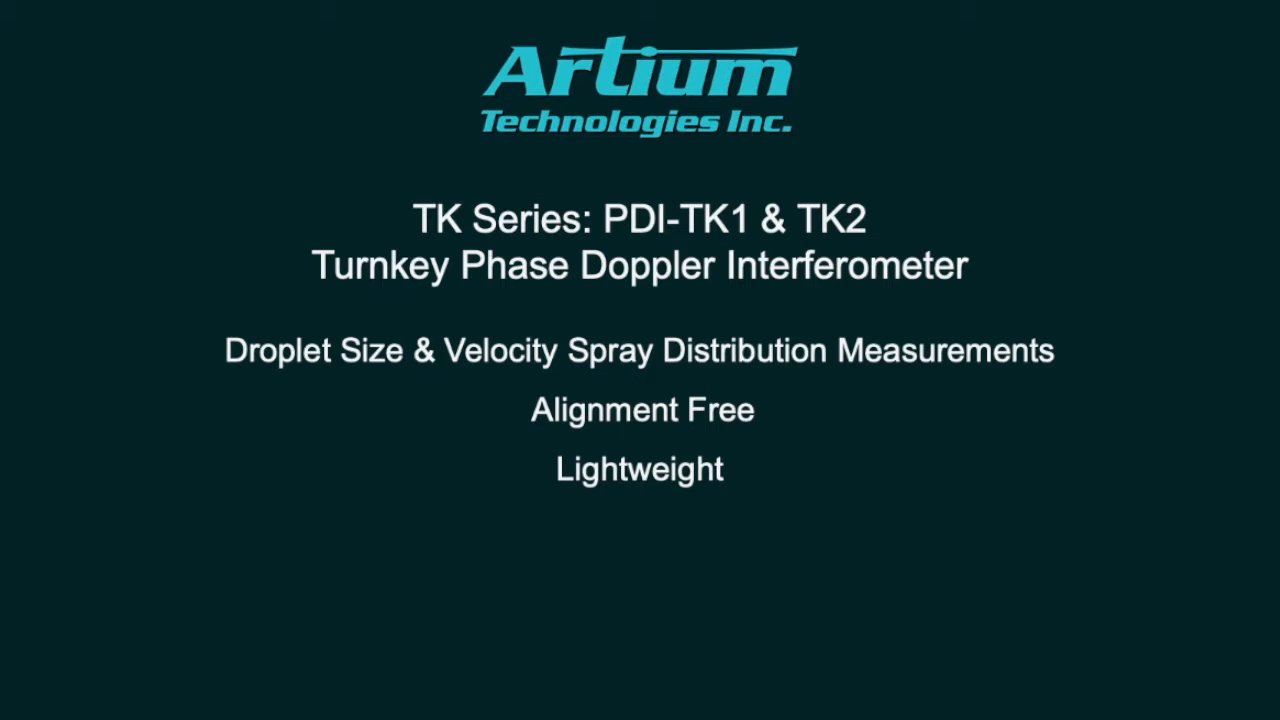 Artium
Technologies Inc.
TK Series: PDI-TK1 & TK2
Turnkey Phase Doppler Interferometer
Droplet Size & Velocity Spray Distribution Measurements
Alignment Free
Lightweight